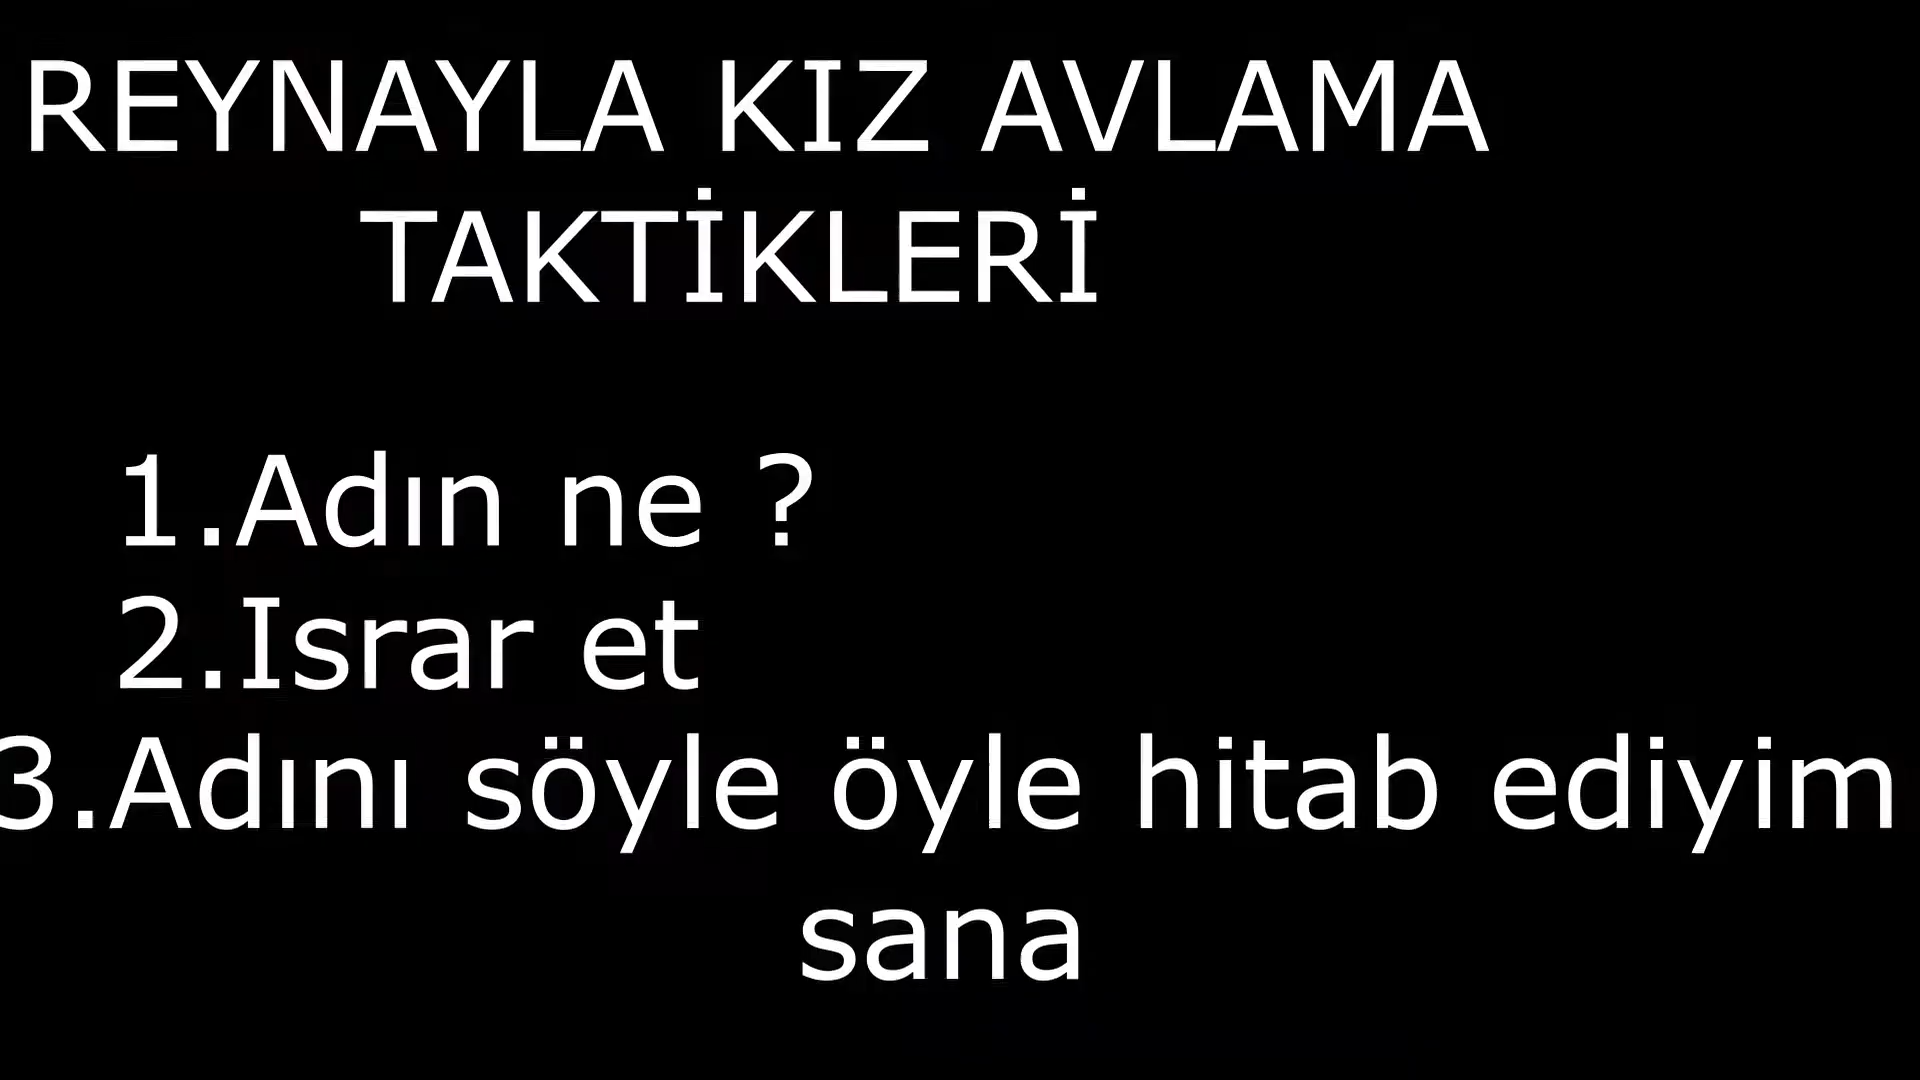 REYNAYLA KIZ AVLAMA
TAKTİKLERİ
1.Adın ne ?
2.Israr et
3.Adını söyle öyle hitab ediyim
sana